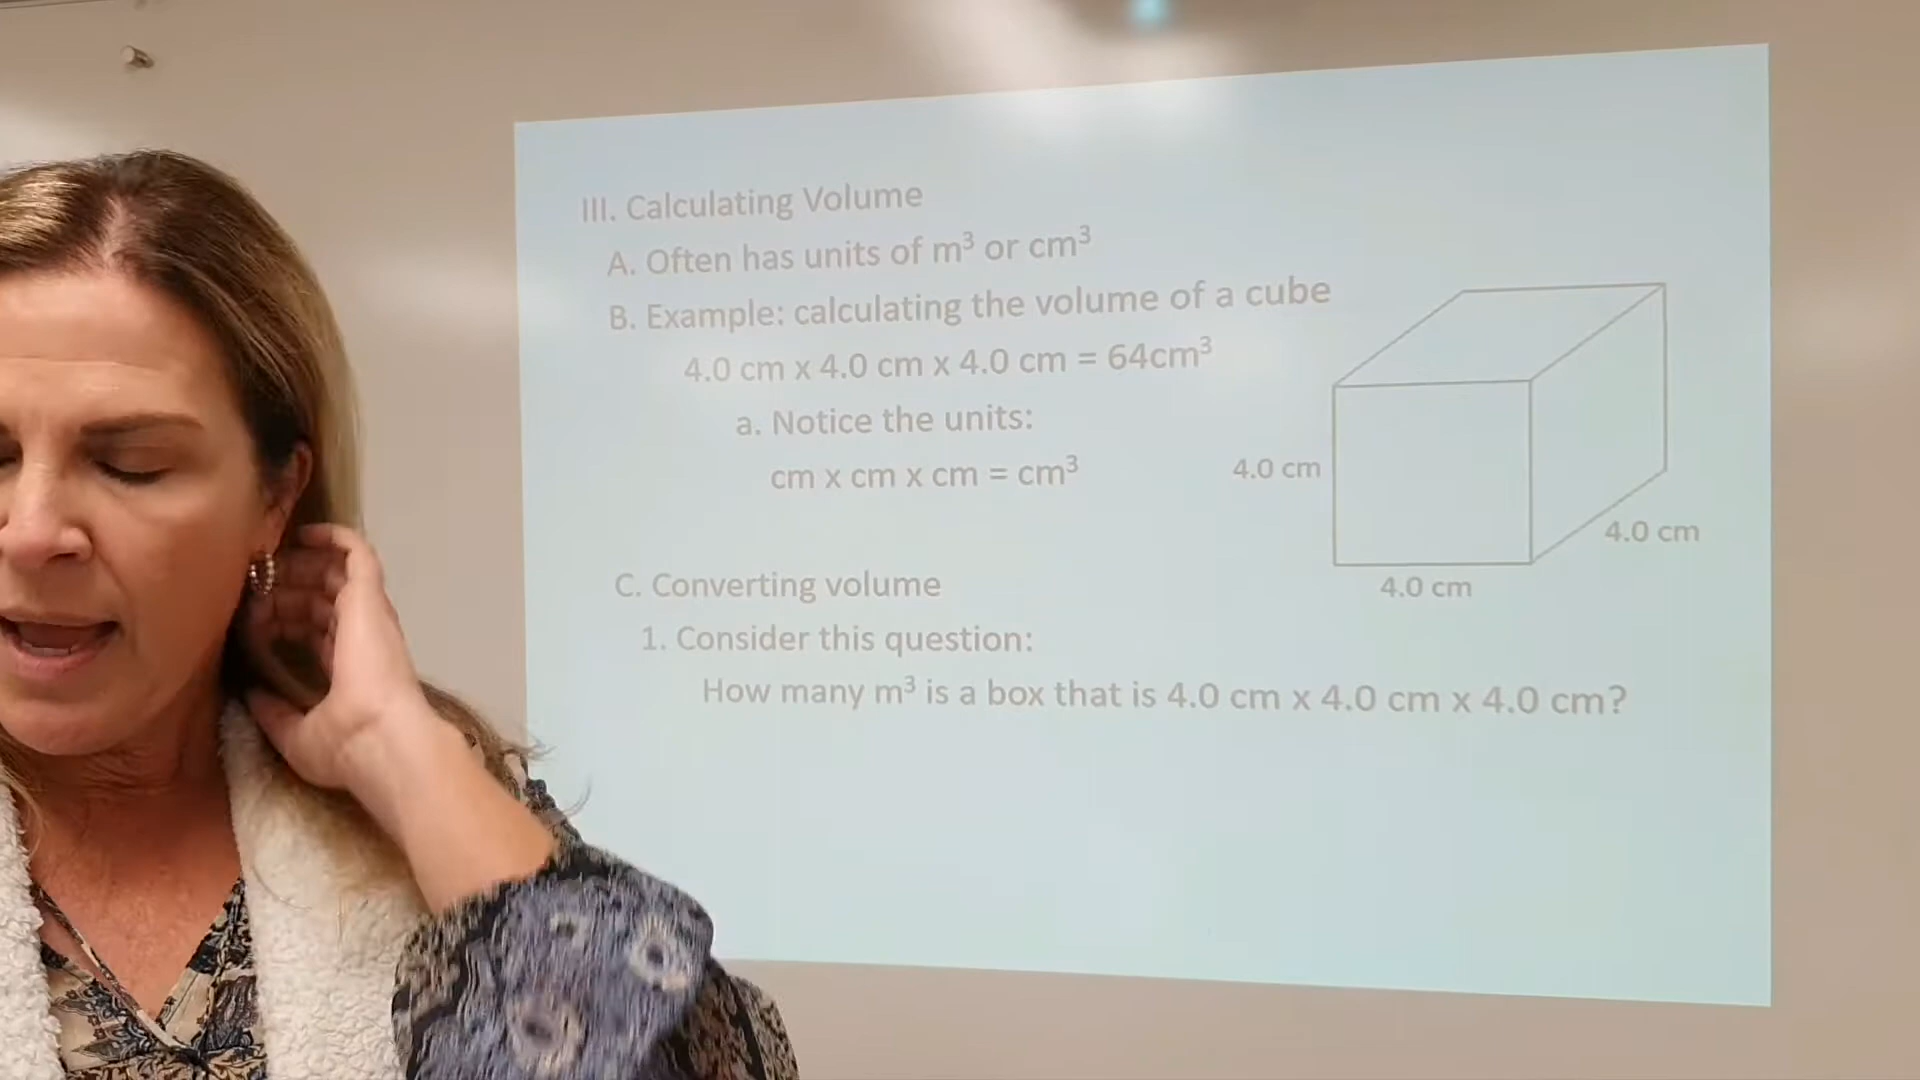 III. Calculating Volume
A. Often has units of m³ or cm³
B. Example: calculating the volume of a cube
4.0 cm x 4.0 cm x 4.0 cm = 64cm³
a. Notice the units:
cm x cm x cm = cm³
4.0 cm
4.0 cm
4.0 cm
C. Converting volume
1. Consider this question:
How many m³ is a box that is 4.0 cm x 4.0 cm x 4.0 cm?